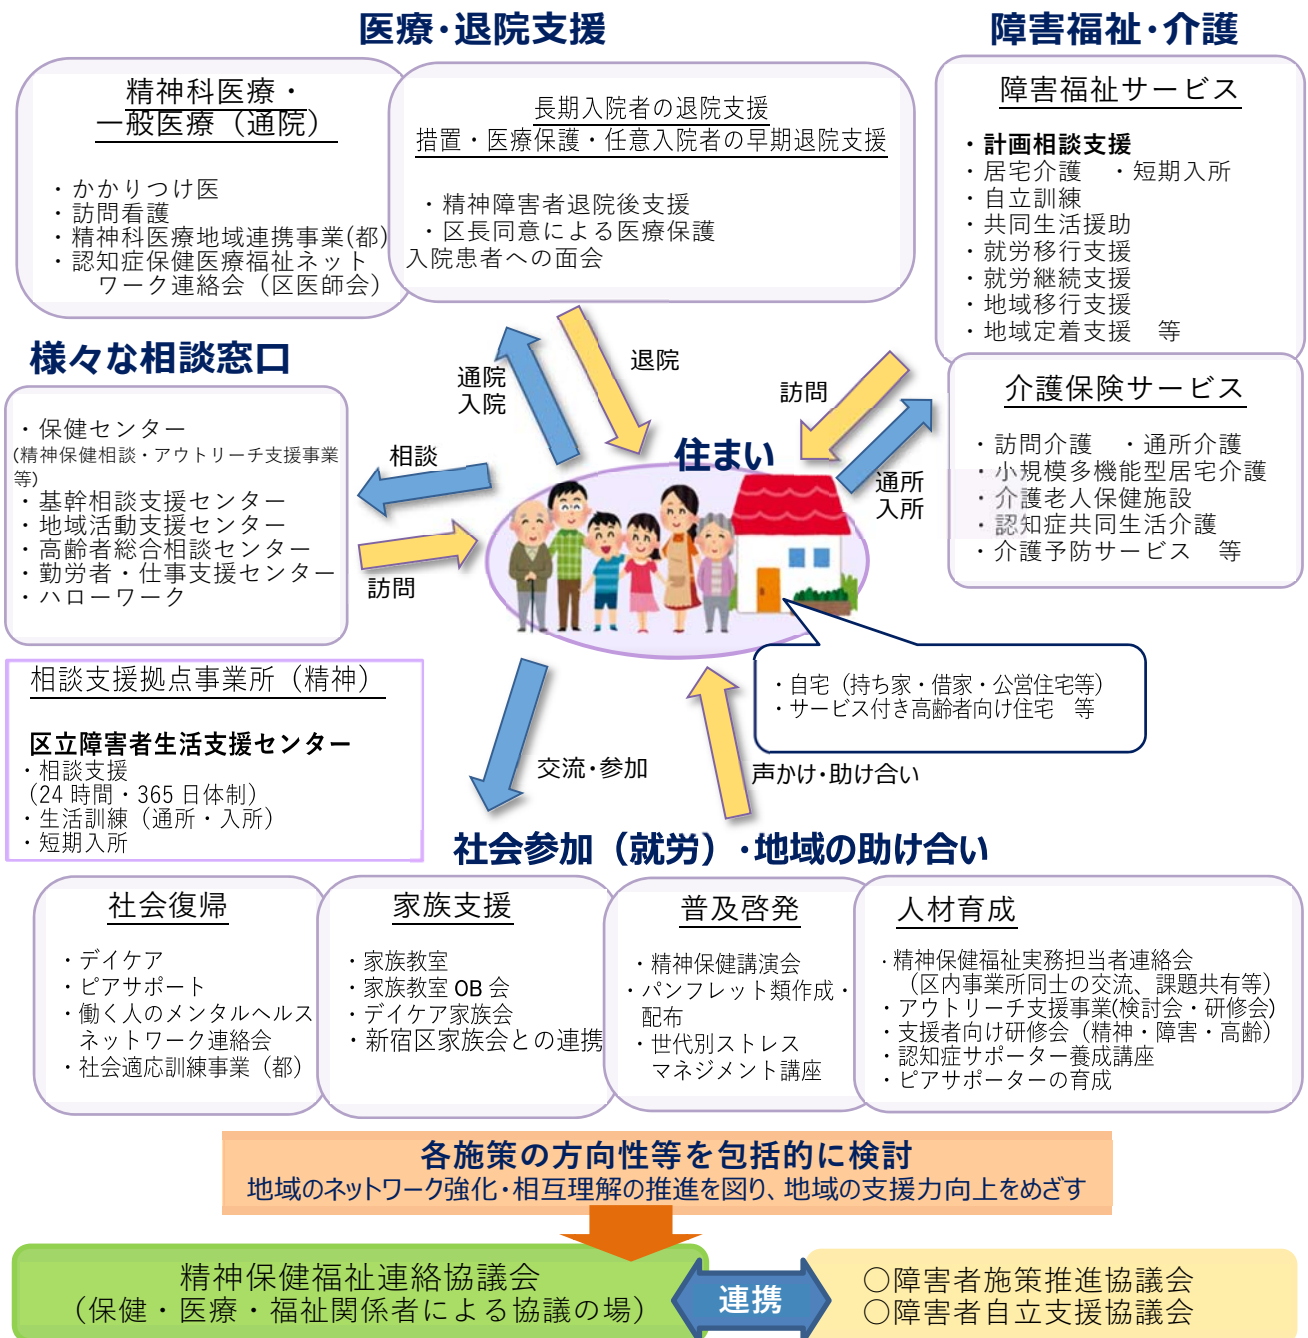 医療・退院支援
精神科医療・
一般医療（通院）
・かかりつけ医
・訪問看護
・精神科医療地域連携事業(都)
・認知症保健医療福祉ネット
ワーク連絡会（区医師会）
長期入院者の退院支援
措置・医療保護・任意入院者の早期退院支援
・精神障害者退院後支援
・区長同意による医療保護
入院患者への面会
障害福祉・介護
障害福祉サービス
・計画相談支援
・居宅介護　・短期入所
・自立訓練
・共同生活援助
・就労移行支援
・就労継続支援
・地域移行支援
・地域定着支援　等
介護保険サービス
・訪問介護　・通所介護
・小規模多機能型居宅介護
・介護老人保健施設
・認知症共同生活介護
・介護予防サービス　等
様々な相談窓口
・保健センター
(精神保健相談・アウトリーチ支援事業
等)
・基幹相談支援センター
・地域活動支援センター
・高齢者総合相談センター
・勤労者・仕事支援センター
・ハローワーク
通院
入院
退院
訪問
通所
入所
相談
訪問
住まい
・自宅（持ち家・借家・公営住宅等）
・サービス付き高齢者向け住宅　等
交流・参加
声かけ・助け合い
相談支援拠点事業所（精神）
区立障害者生活支援センター
・相談支援
(24 時間・365 日体制)
・生活訓練（通所・入所）
・短期入所
社会参加（就労）・地域の助け合い
社会復帰
・デイケア
・ピアサポート
・働く人のメンタルヘルス
ネットワーク連絡会
・社会適応訓練事業（都）
家族支援
・家族教室
・家族教室 OB 会
・デイケア家族会
・新宿区家族会との連携
普及啓発
・精神保健講演会
・パンフレット類作成・
配布
・世代別ストレス
マネジメント講座
人材育成
・精神保健福祉実務担当者連絡会
（区内事業所同士の交流、課題共有等）
・アウトリーチ支援事業(検討会・研修会)
・支援者向け研修会（精神・障害・高齢）
・認知症サポーター養成講座
・ピアサポーターの育成
各施策の方向性等を包括的に検討
地域のネットワーク強化・相互理解の推進を図り、地域の支援力向上をめざす
精神保健福祉連絡協議会
（保健・医療・福祉関係者による協議の場）
連携
○障害者施策推進協議会
○障害者自立支援協議会